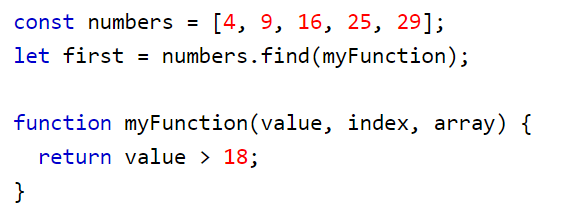 const numbers = [4, 9, 16, 25, 29];
let first = numbers.find(myFunction);

function myFunction(value, index, array) {
  return value > 18;
}